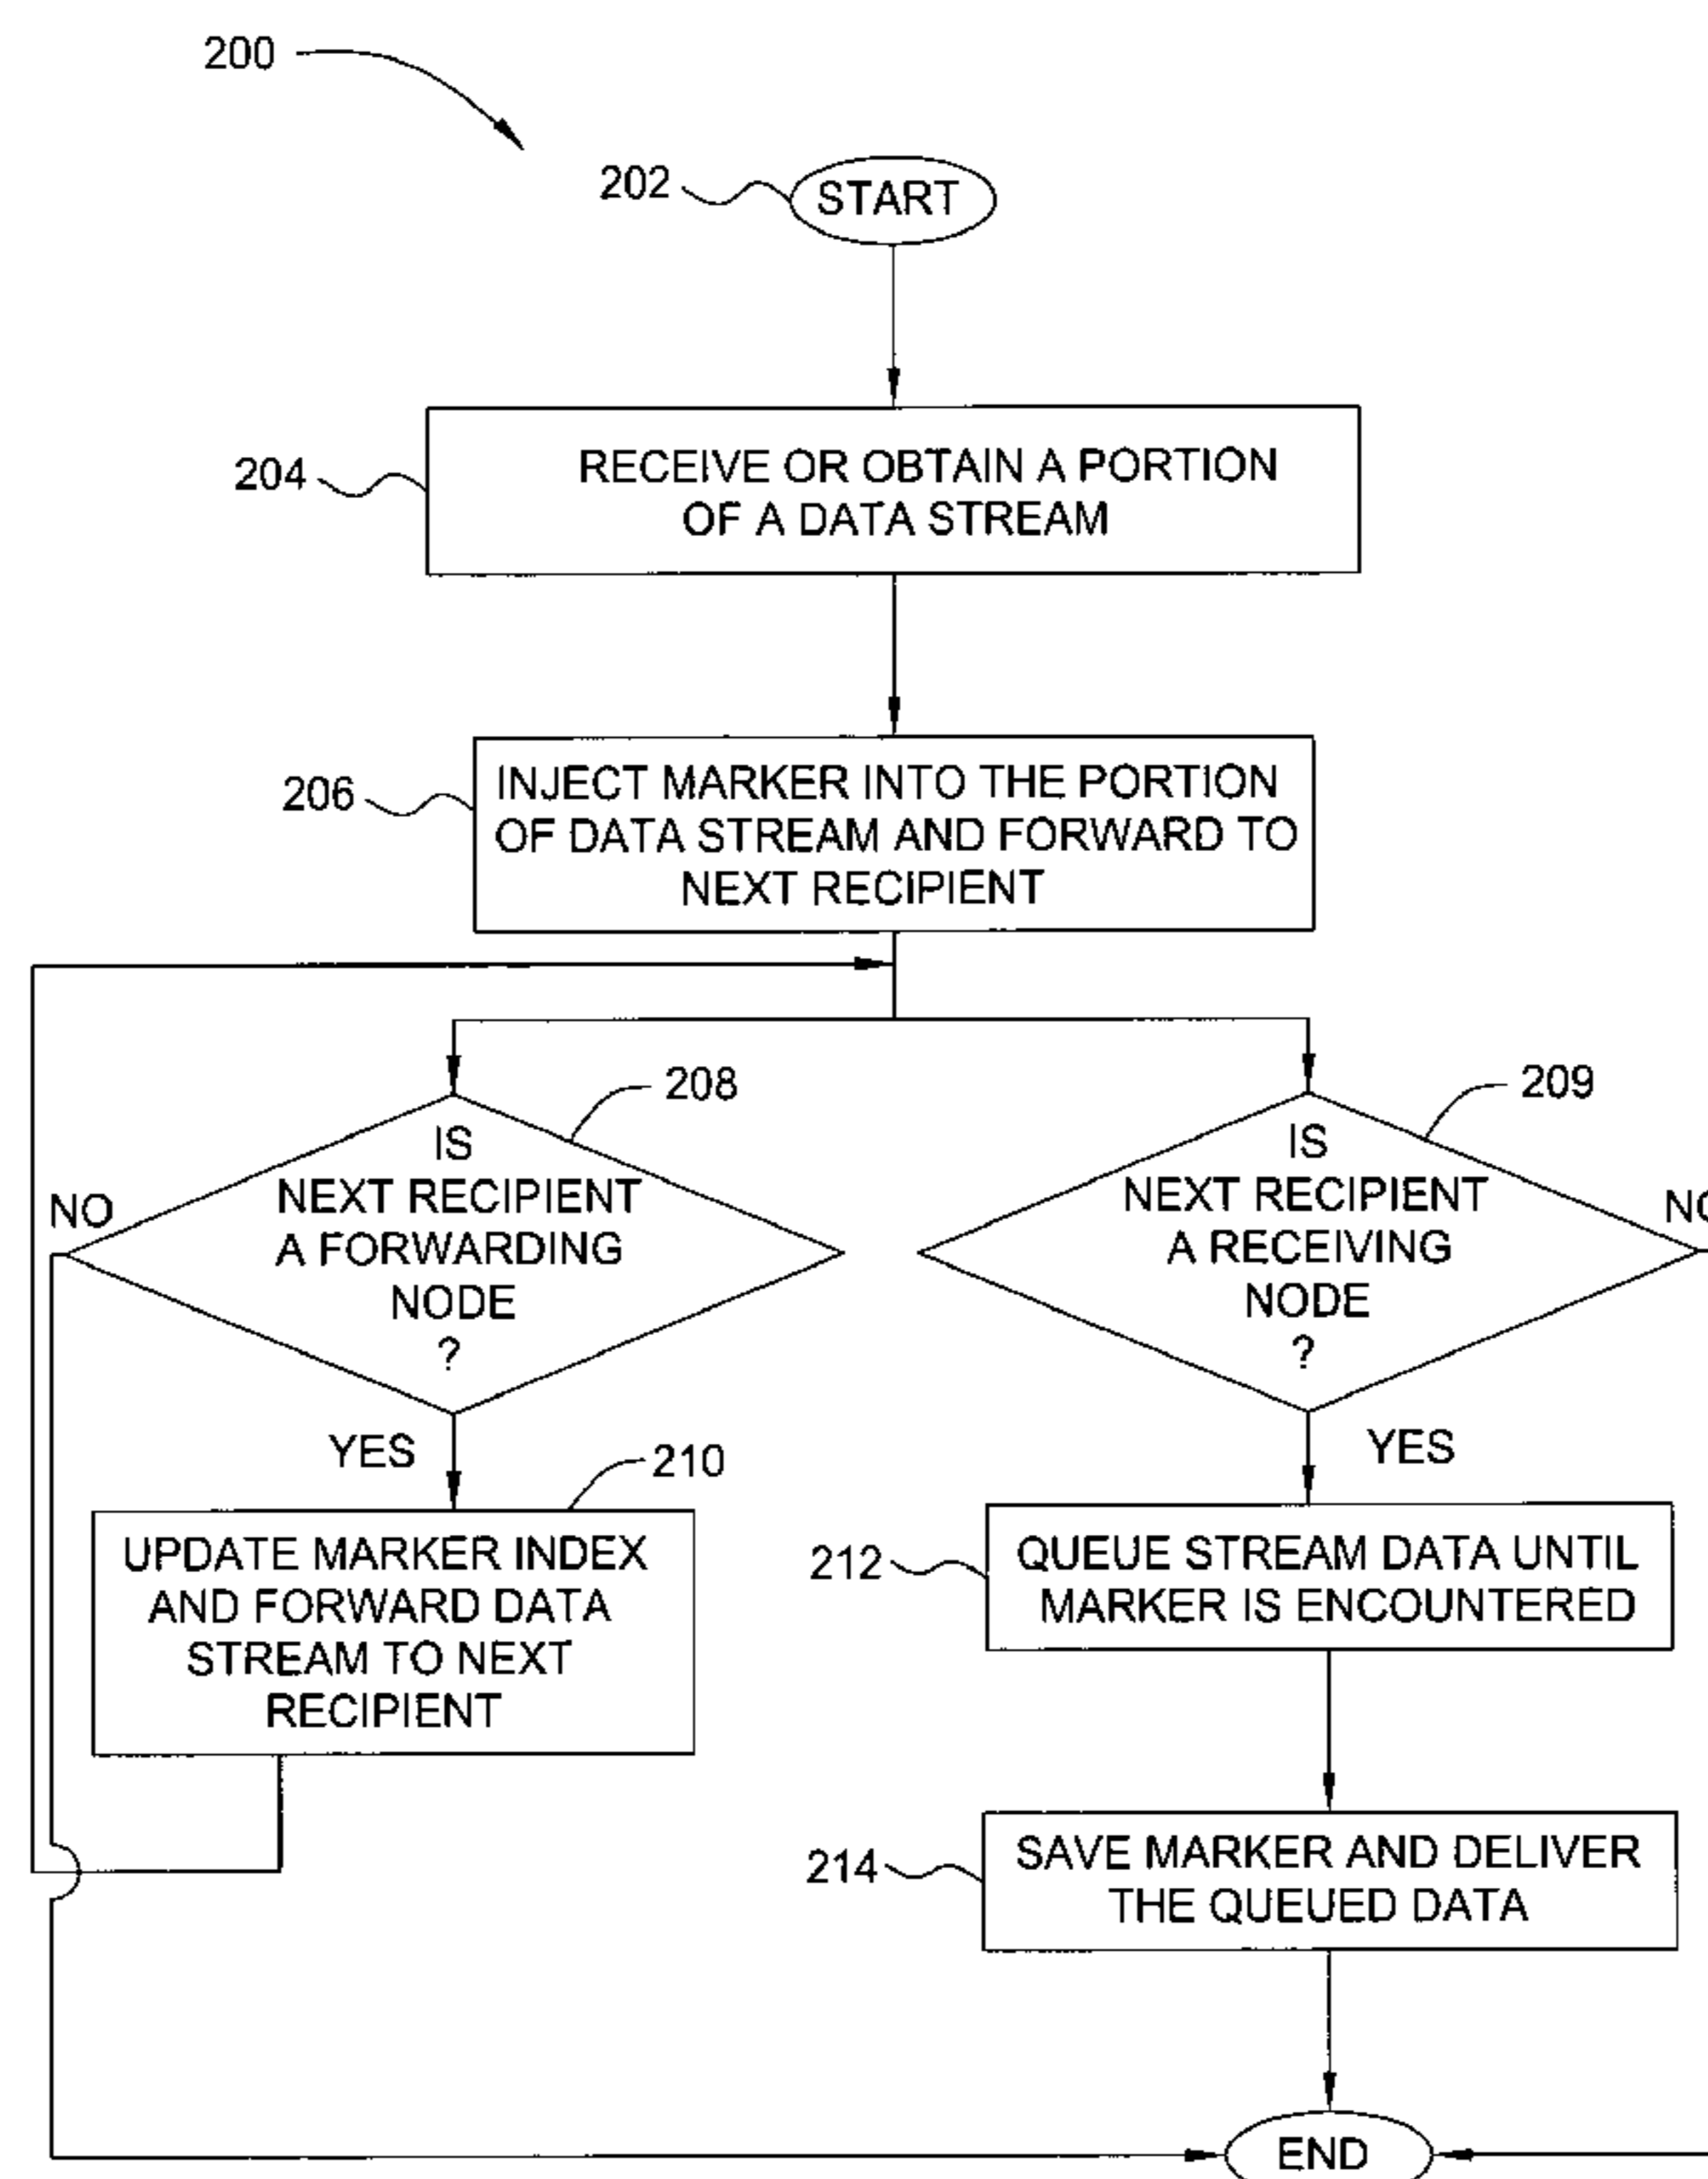 200
202
START
204
RECEIVE OR OBTAIN A PORTION
OF A DATA STREAM
206
INJECT MARKER INTO THE PORTION
OF DATA STREAM AND FORWARD TO
NEXT RECIPIENT
208
IS
NEXT RECIPIENT
A FORWARDING
NODE
?
NO
YES
209
IS
NEXT RECIPIENT
A RECEIVING
NODE
?
YES
210
UPDATE MARKER INDEX
AND FORWARD DATA
STREAM TO NEXT
RECIPIENT
212
QUEUE STREAM DATA UNTIL
MARKER IS ENCOUNTERED
214
SAVE MARKER AND DELIVER
THE QUEUED DATA
END